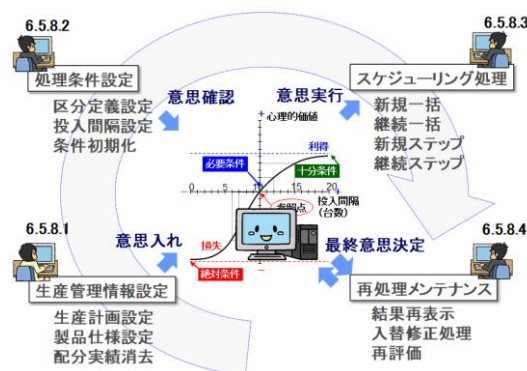 6.5.8.2
処理条件設定
区分定義設定
投入間隔設定
条件初期化
意思確認
意思実行
6.5.8.3
スケジューリング処理
新規一括
継続一括
新規ステップ
継続ステップ
+
心理的価値
利得
必要条件
十分条件
-
0
5
10
15
20
+
投入間隔
(台数)
参照点
損失
絶対条件
-
6.5.8.1
意思入れ
生産管理情報設定
生産計画設定
製品仕様設定
配分実績消去
最終意思決定
6.5.8.4
再処理メンテナンス
結果再表示
入替修正処理
再評価